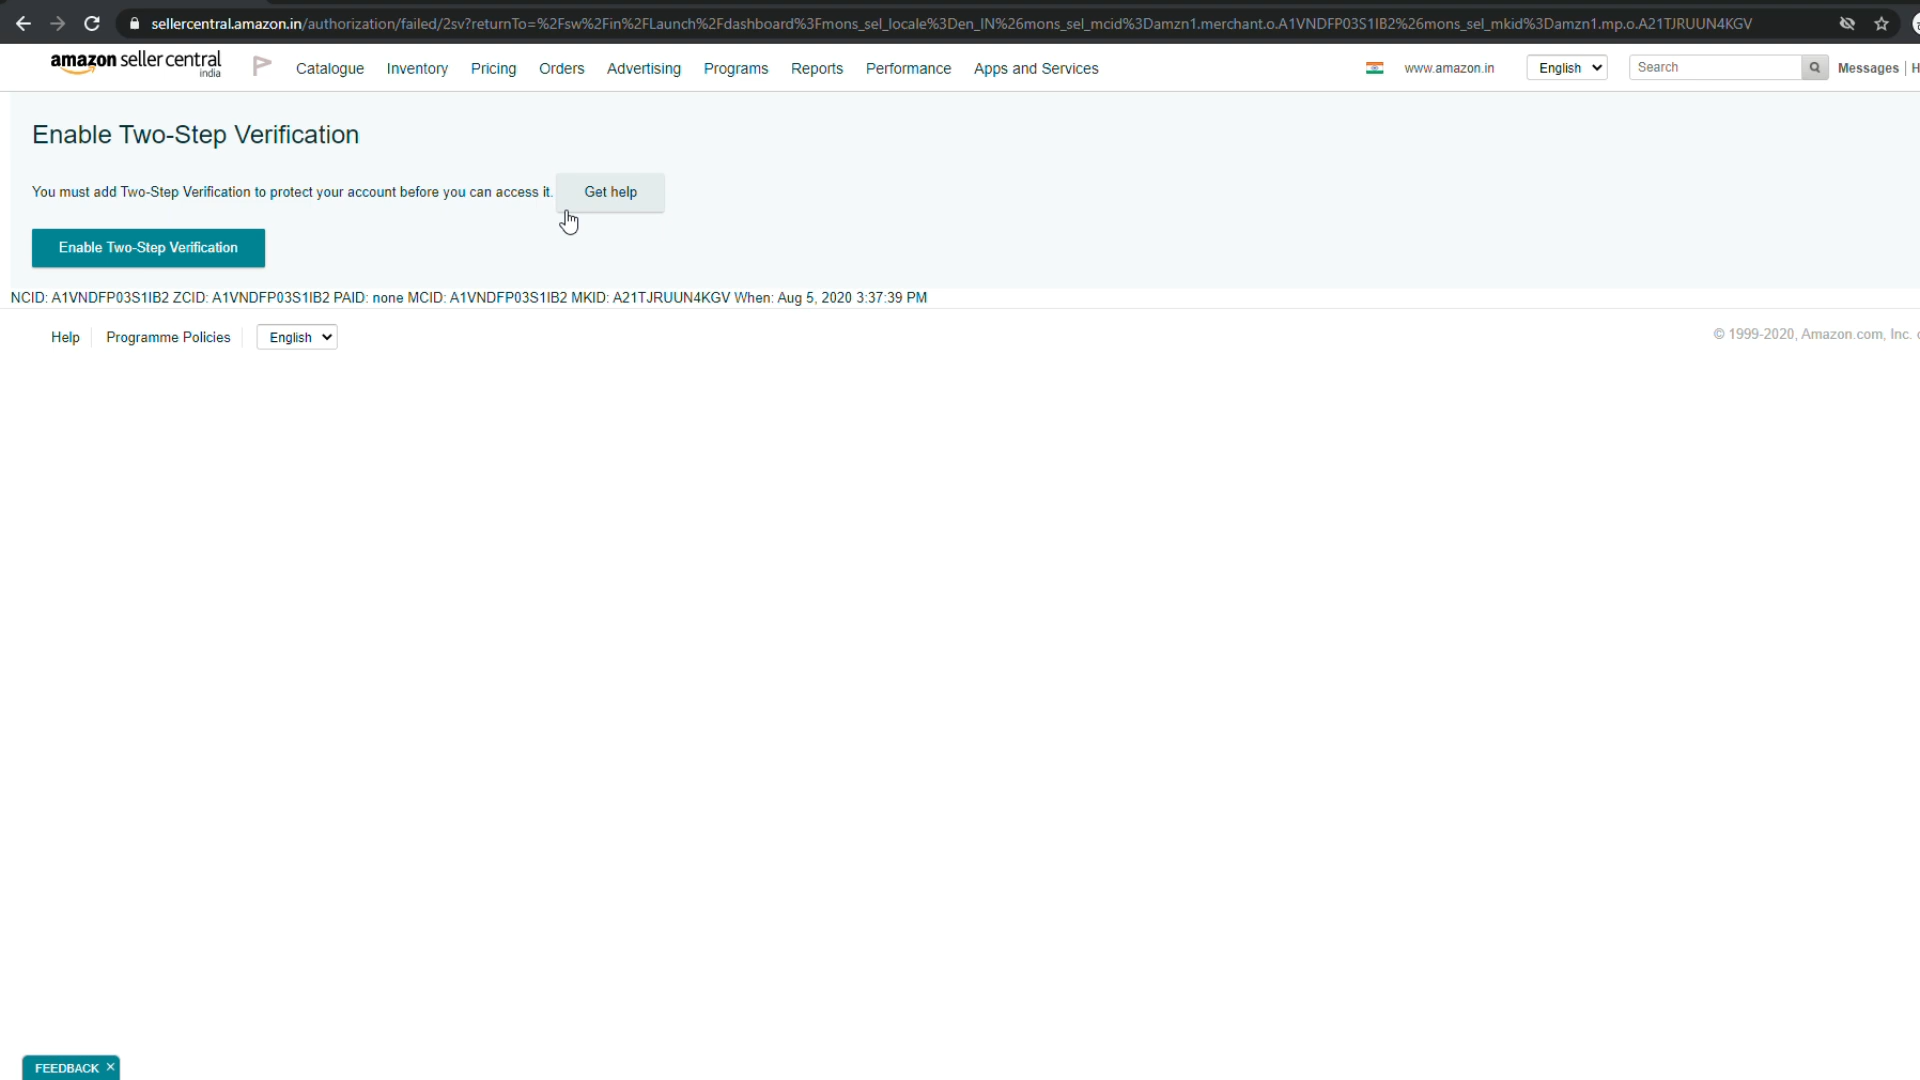 sellercentral.amazon.in/authorization/failed/2sv?returnTo=%2Fsw%2Fin%2FLaunch%2Fdashboard%3Fmons_sel_locale%3Den_IN%26mons_sel_mcid%3Damzn1.merchant.o.A1VNDFP03S1IB2%26mons_sel_mkid%3Damzn1.mp.o.A21TJRUUN4KGV
amazon seller central
india
Catalogue Inventory Pricing Orders Advertising Programs Reports Performance Apps and Services www.amazon.in English Search Messages | H
Enable Two-Step Verification
You must add Two-Step Verification to protect your account before you can access it. Get help
Enable Two-Step Verification
NCID: A1VNDFP03S1IB2 ZCID: A1VNDFP03S1IB2 PAID: none MCID: A1VNDFP03S1IB2 MKID: A21TJRUUN4KGV When: Aug 5, 2020 3:37:39 PM
Help Programme Policies English © 1999-2020, Amazon.com, Inc.
FEEDBACK ×